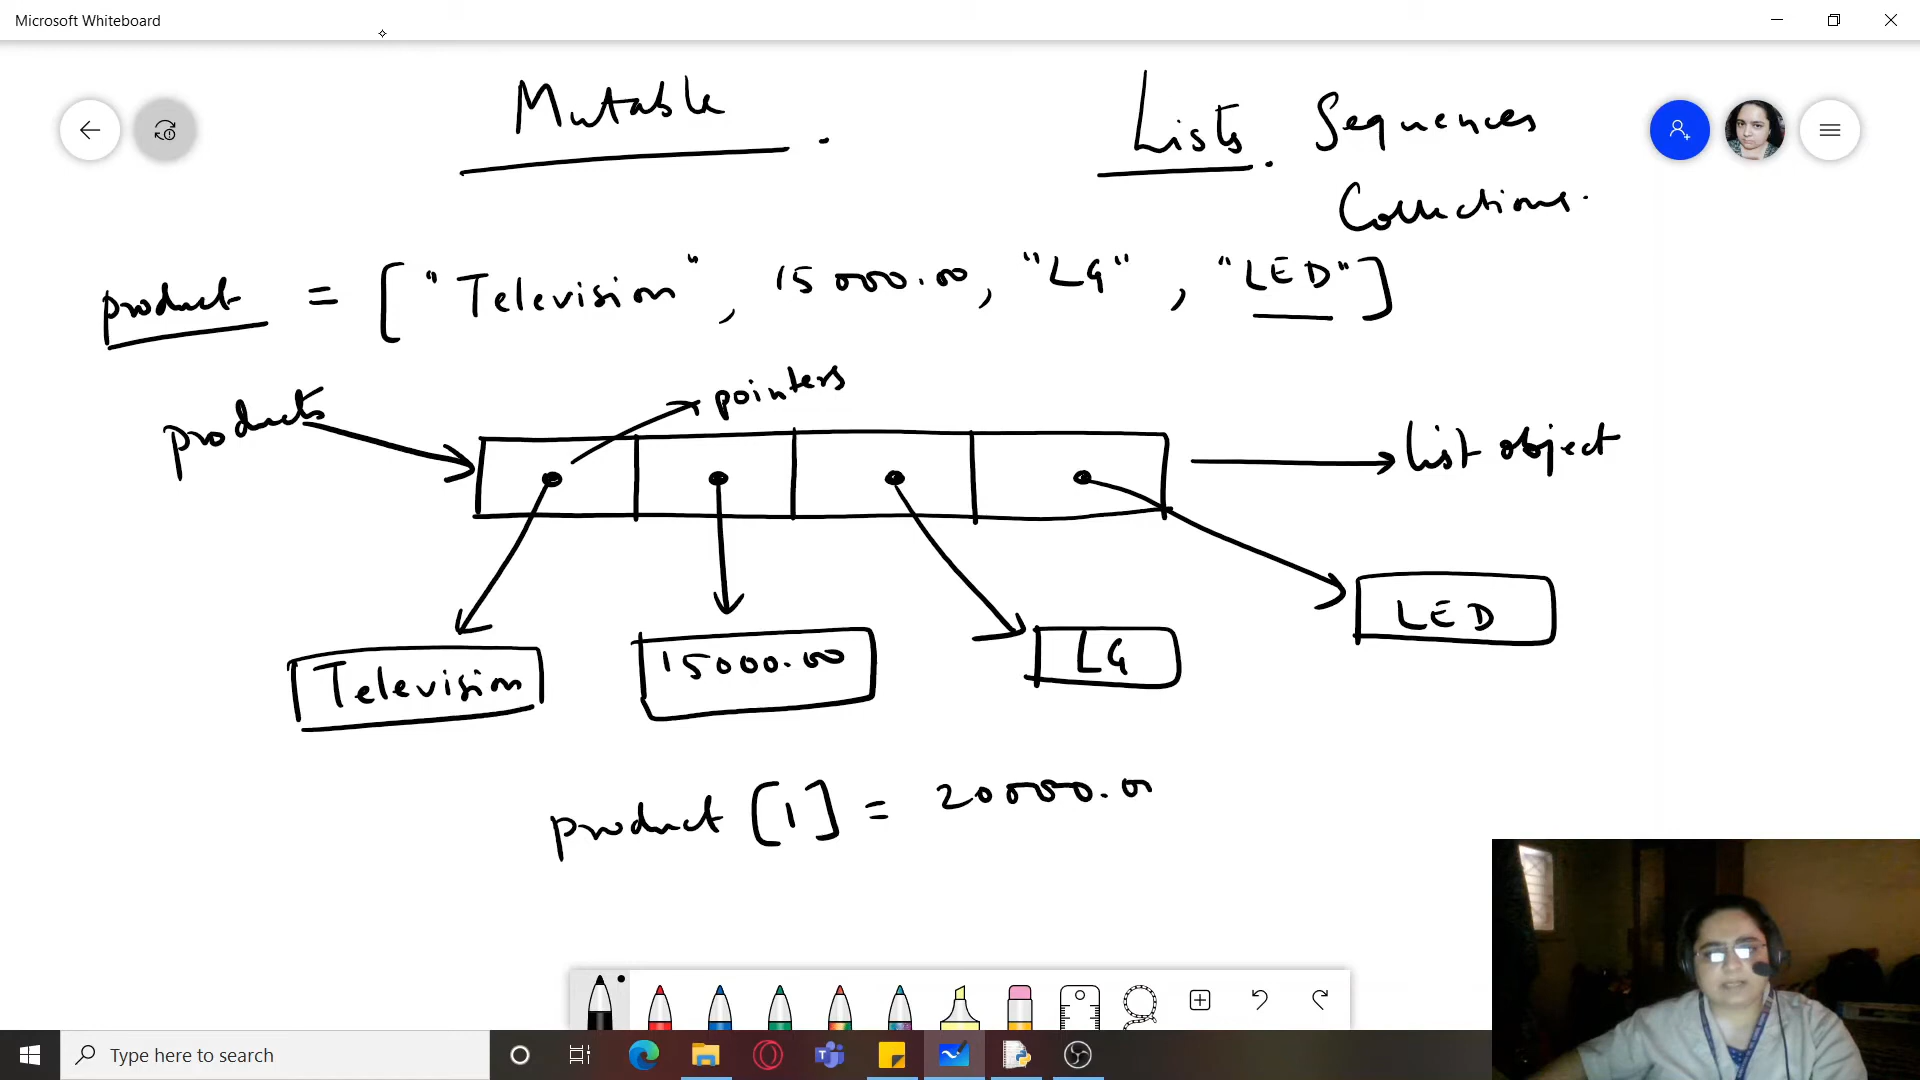 Microsoft Whiteboard
Mutable.
Lists. Sequences
Collections.
product = ["Television", 15000.00, "LG", "LED"]
pointers
products
list object
LED
Television
15000.00
LG
product [1] = 20000.00
Type here to search